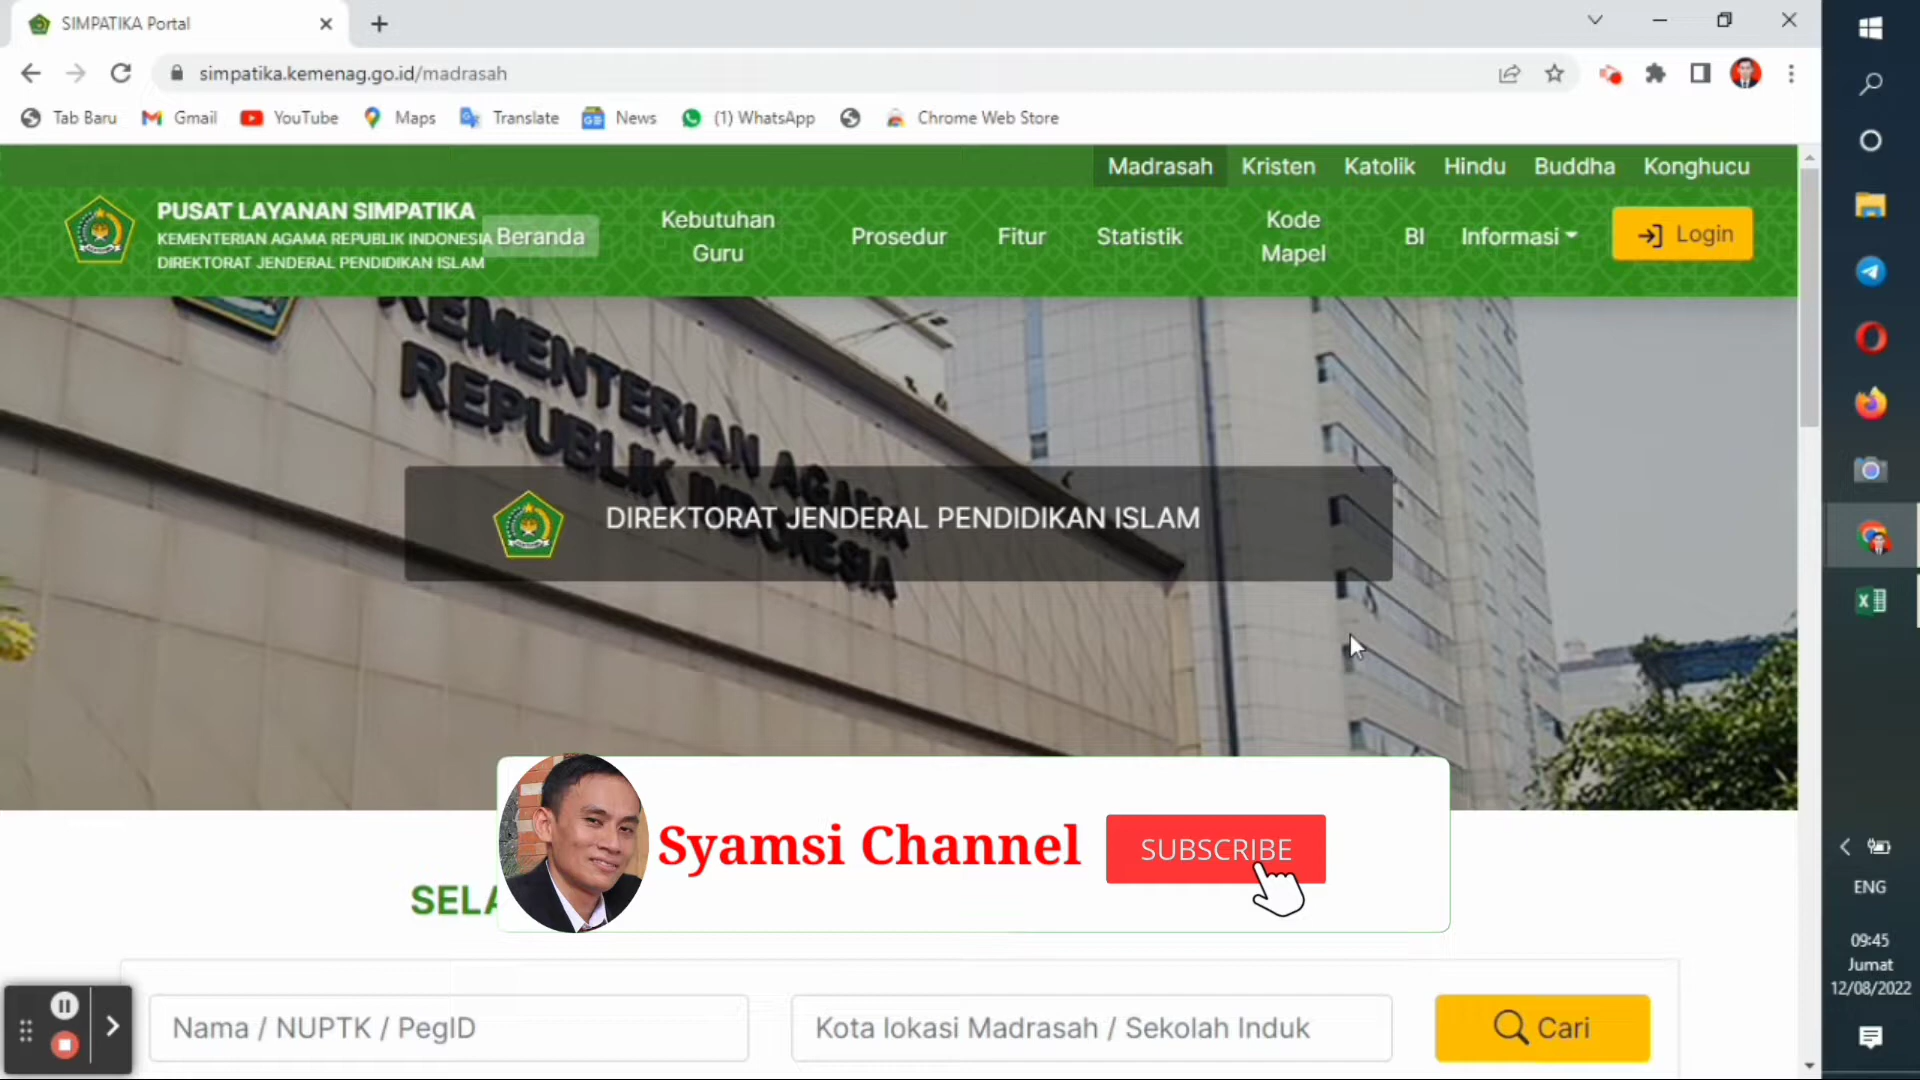 SIMPATIKA Portal
simpatika.kemenag.go.id/madrasah
Tab Baru Gmail YouTube Maps Translate News (1) WhatsApp Chrome Web Store
Madrasah Kristen Katolik Hindu Buddha Konghucu
PUSAT LAYANAN SIMPATIKA
KEMENTERIAN AGAMA REPUBLIK INDONESIA
DIREKTORAT JENDERAL PENDIDIKAN ISLAM
Beranda
Kebutuhan
Guru
Prosedur
Fitur
Statistik
Kode
Mapel
BI
Informasi
Login
KEMENTERIAN AGAMA
REPUBLIK INDONESIA
DIREKTORAT JENDERAL PENDIDIKAN ISLAM
Syamsi Channel
SUBSCRIBE
Nama / NUPTK / PegID
Kota lokasi Madrasah / Sekolah Induk
Cari
ENG
09:45
Jumat
12/08/2022